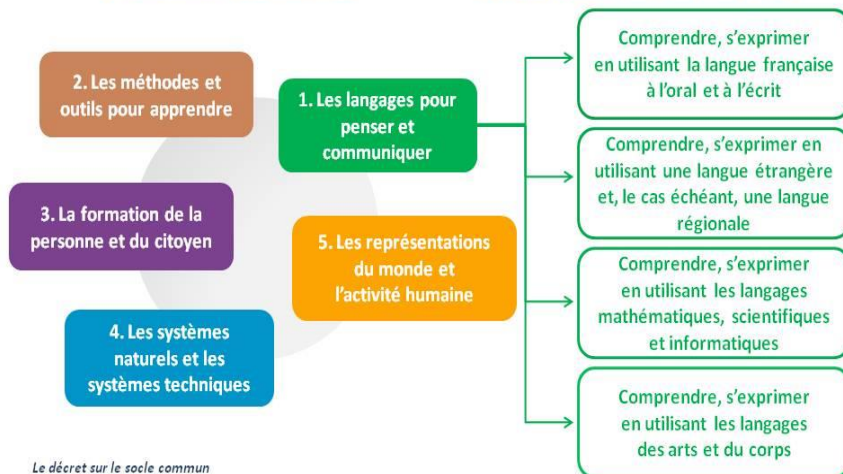 2. Les méthodes et
outils pour apprendre
1. Les langages pour
penser et
communiquer
3. La formation de la
personne et du citoyen
5. Les représentations
du monde et
l'activité humaine
4. Les systèmes
naturels et les
systèmes techniques
Comprendre, s'exprimer
en utilisant la langue française
à l'oral et à l'écrit
Comprendre, s'exprimer en
utilisant une langue étrangère
et, le cas échéant, une langue
régionale
Comprendre, s'exprimer
en utilisant les langages
mathématiques, scientifiques
et informatiques
Comprendre, s'exprimer
en utilisant les langages
des arts et du corps
Le décret sur le socle commun